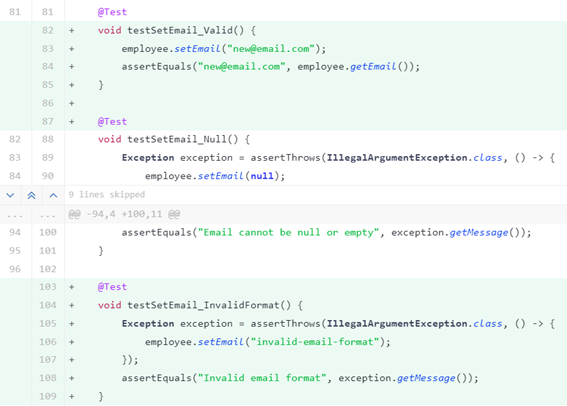 81 81 @Test
82 + void testSetEmail_Valid() {
83 + employee.setEmail("new@email.com");
84 + assertEquals("new@email.com", employee.getEmail());
85 + }
86 +
87 + @Test
82 88 void testSetEmail_Null() {
83 89 Exception exception = assertThrows(IllegalArgumentException.class, () -> {
84 90 employee.setEmail(null);
9 lines skipped
... ... @@ -94,4 +100,11 @@
94 100 assertEquals("Email cannot be null or empty", exception.getMessage());
95 101 }
96 102
103 + @Test
104 + void testSetEmail_InvalidFormat() {
105 + Exception exception = assertThrows(IllegalArgumentException.class, () -> {
106 + employee.setEmail("invalid-email-format");
107 + });
108 + assertEquals("Invalid email format", exception.getMessage());
109 + }